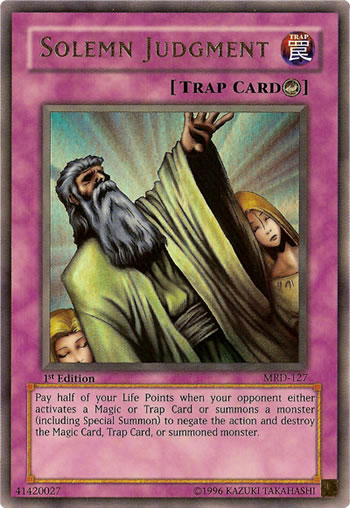 SOLEMN JUDGMENT
TRAP
罠
[TRAP CARD]
1st Edition
MRD-127
Pay half of your Life Points when your opponent either
activates a Magic or Trap Card or summons a monster
(including Special Summon) to negate the action and destroy
the Magic Card, Trap Card, or summoned monster.
41420027
©1996 KAZUKI TAKAHASHI